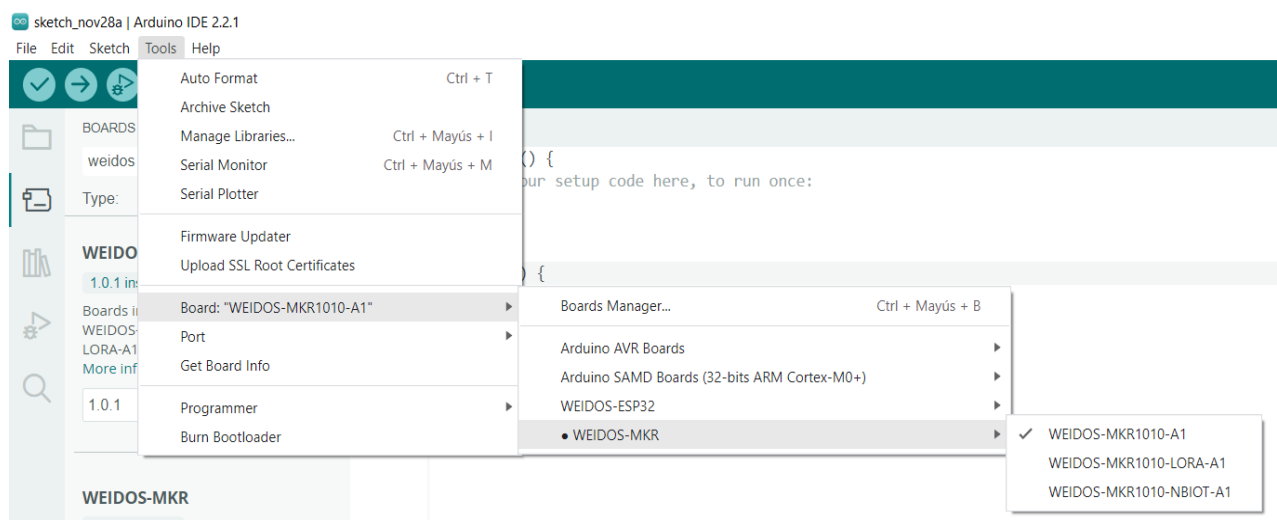 sketch_nov28a | Arduino IDE 2.2.1
File Edit Sketch Tools Help
Auto Format Ctrl + T
Archive Sketch
Manage Libraries... Ctrl + Mayús + I
Serial Monitor Ctrl + Mayús + M
Serial Plotter
Firmware Updater
Upload SSL Root Certificates
Board: "WEIDOS-MKR1010-A1"
Port
Get Board Info
Programmer
Burn Bootloader
BOARDS
weidos
Type:
WEIDO
1.0.1 in
Boards i
WEIDOS-
LORA-A1
More inf
1.0.1
WEIDOS-MKR
() {
our setup code here, to run once:
) {
Boards Manager... Ctrl + Mayús + B
Arduino AVR Boards
Arduino SAMD Boards (32-bits ARM Cortex-M0+)
WEIDOS-ESP32
● WEIDOS-MKR
✓ WEIDOS-MKR1010-A1
WEIDOS-MKR1010-LORA-A1
WEIDOS-MKR1010-NBIOT-A1